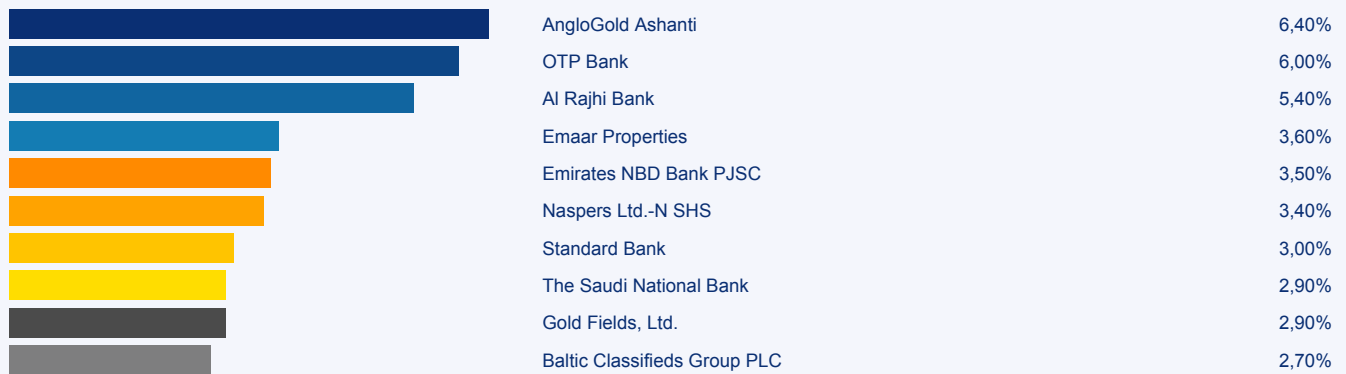 AngloGold Ashanti 6,40%
OTP Bank 6,00%
Al Rajhi Bank 5,40%
Emaar Properties 3,60%
Emirates NBD Bank PJSC 3,50%
Naspers Ltd.-N SHS 3,40%
Standard Bank 3,00%
The Saudi National Bank 2,90%
Gold Fields, Ltd. 2,90%
Baltic Classifieds Group PLC 2,70%